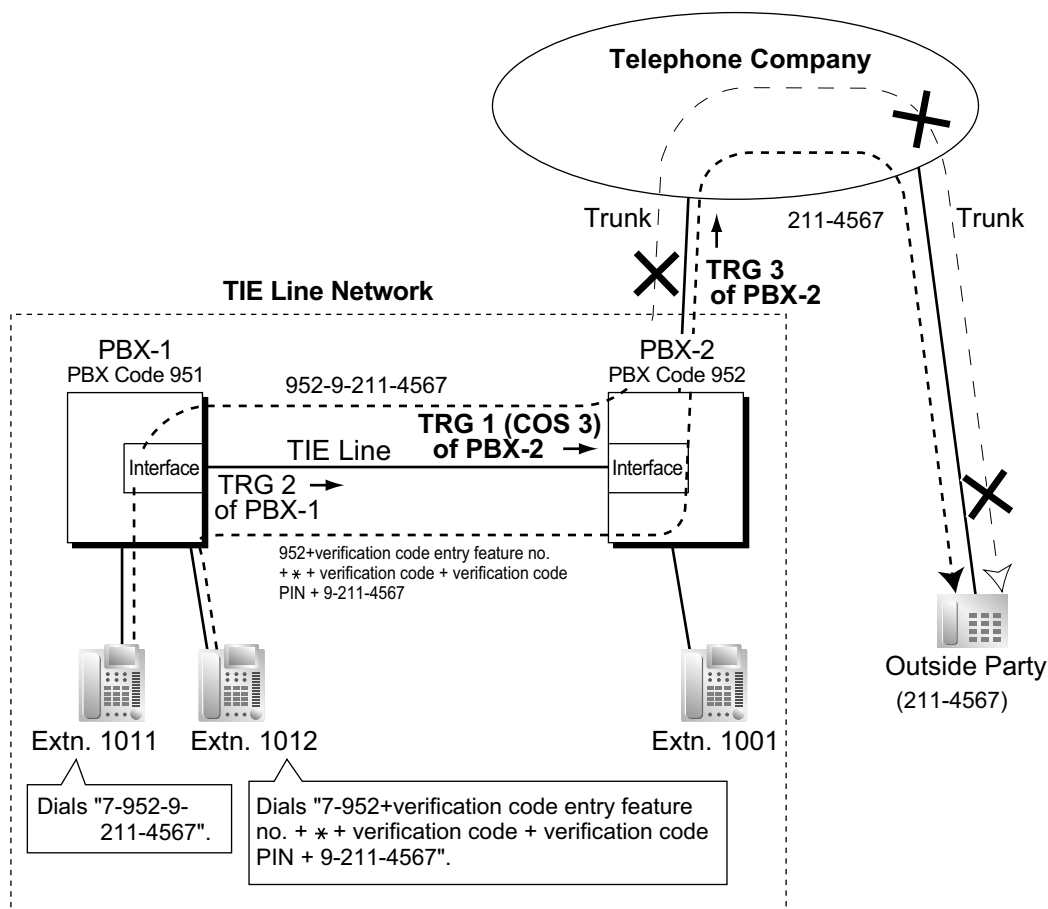 Telephone Company
Trunk
211-4567
Trunk
TRG 3
of PBX-2
TIE Line Network
PBX-1
PBX Code 951
PBX-2
PBX Code 952
952-9-211-4567
TRG 1 (COS 3)
of PBX-2 →
Interface
TIE Line
Interface
TRG 2 →
of PBX-1
952+verification code entry feature no.
+ * + verification code + verification code
PIN + 9-211-4567
Outside Party
(211-4567)
Extn. 1011
Extn. 1012
Extn. 1001
Dials "7-952-9-
211-4567".
Dials "7-952+verification code entry feature
no. + * + verification code + verification code
PIN + 9-211-4567".